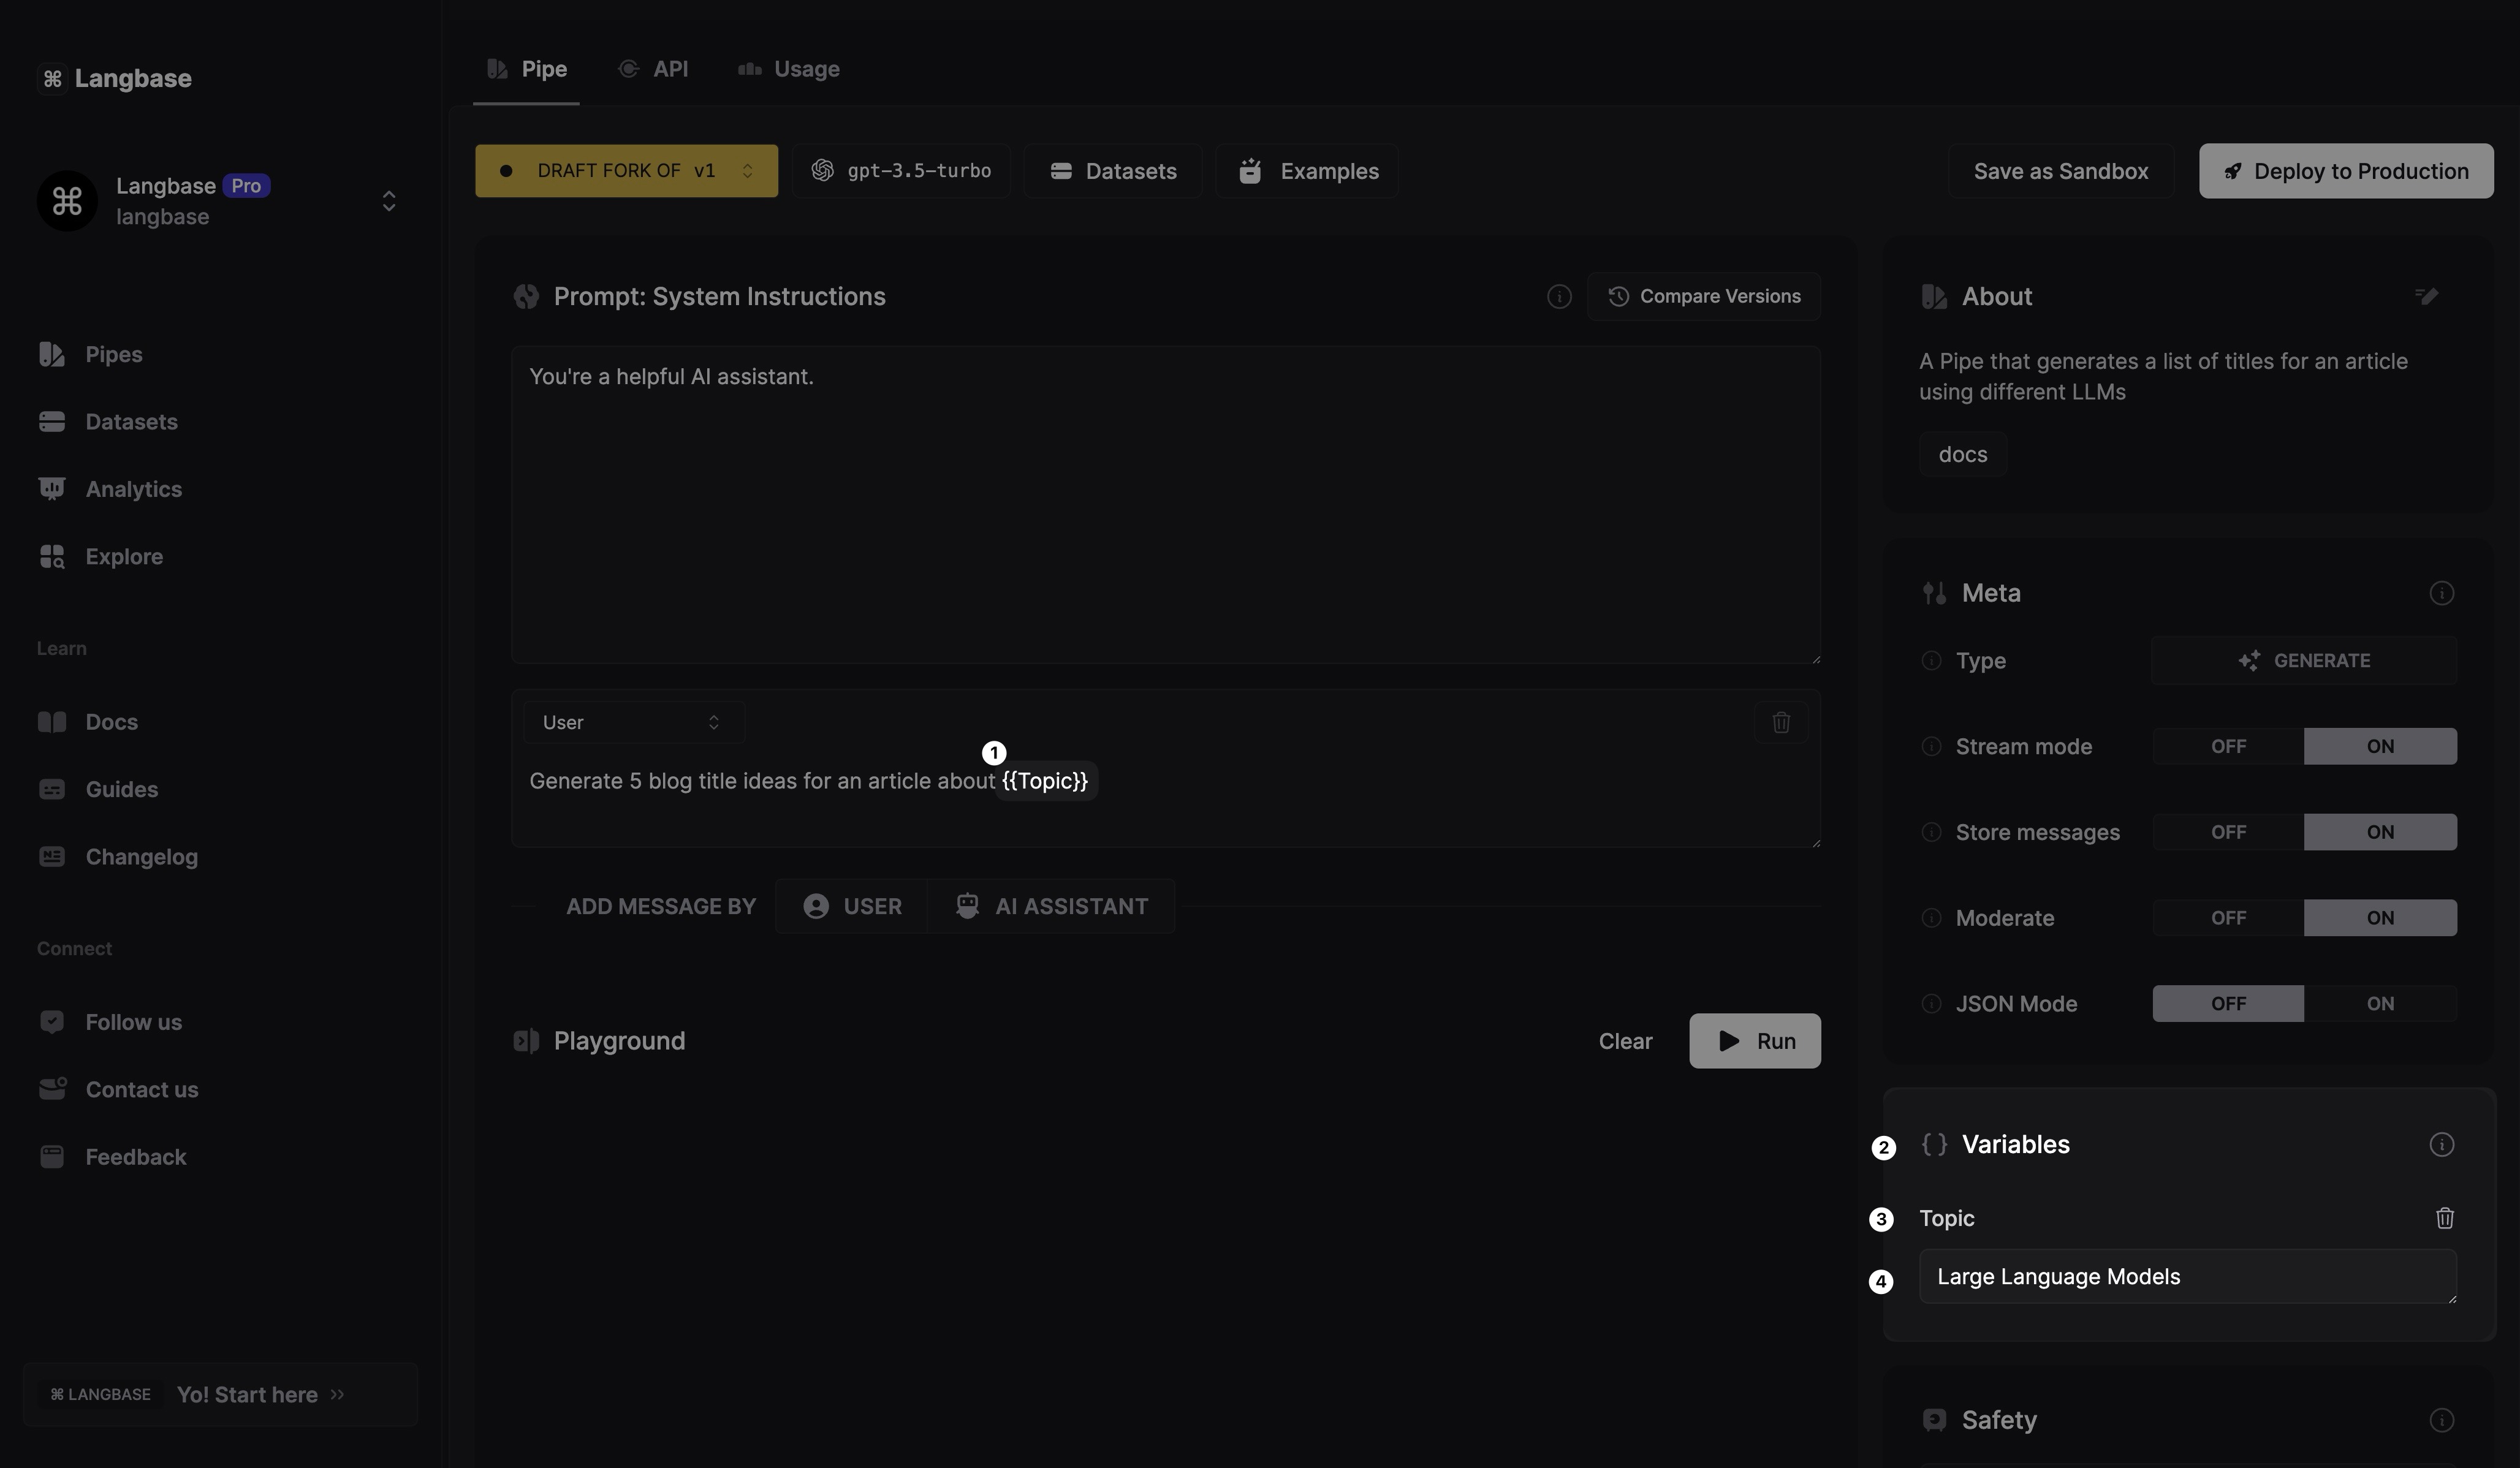 ⌘ Langbase
Langbase Pro
langbase
Pipes
Datasets
Analytics
Explore
Learn
Docs
Guides
Changelog
Connect
Follow us
Contact us
Feedback
⌘ LANGBASE Yo! Start here >>
Pipe API Usage
DRAFT FORK OF v1 gpt-3.5-turbo Datasets Examples Save as Sandbox Deploy to Production
Prompt: System Instructions Compare Versions
You're a helpful AI assistant.
User
1
Generate 5 blog title ideas for an article about {{Topic}}
ADD MESSAGE BY USER AI ASSISTANT
Playground Clear Run
About
A Pipe that generates a list of titles for an article
using different LLMs
docs
Meta
Type GENERATE
Stream mode OFF ON
Store messages OFF ON
Moderate OFF ON
JSON Mode OFF ON
2 {} Variables
3 Topic
4 Large Language Models
Safety